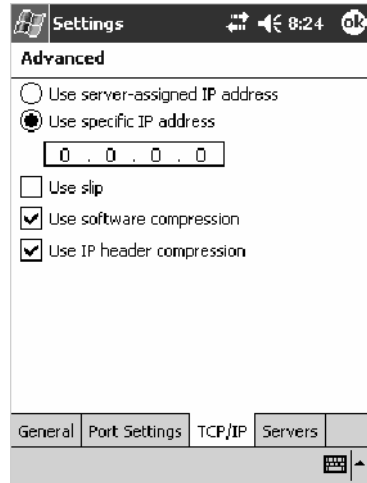 Settings 8:24 ok
Advanced
Use server-assigned IP address
Use specific IP address
0 . 0 . 0 . 0
Use slip
Use software compression
Use IP header compression
General Port Settings TCP/IP Servers